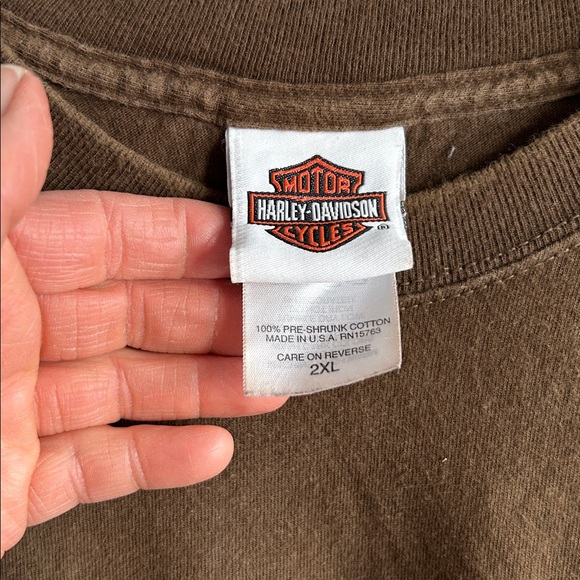 MOTOR
HARLEY-DAVIDSON
CYCLES
®
100% PRE-SHRUNK COTTON
MADE IN U.S.A. RN15763
CARE ON REVERSE
2XL